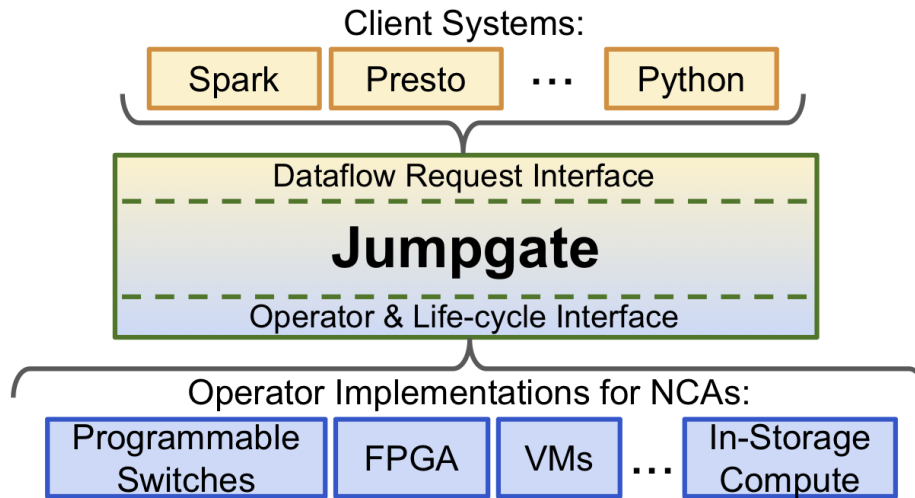 Client Systems:
Spark Presto ... Python
Dataflow Request Interface
Jumpgate
Operator & Life-cycle Interface
Operator Implementations for NCAs:
Programmable Switches
FPGA
VMs
...
In-Storage Compute